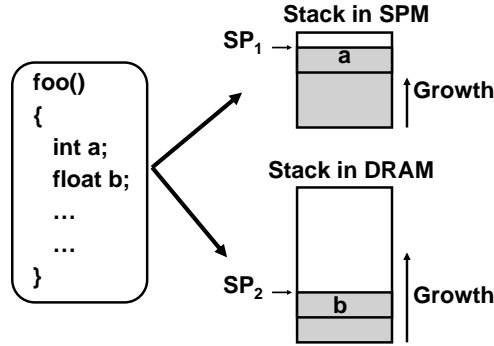 foo()
{
int a;
float b;
…
…
}
Stack in SPM
SP1
a
Growth
Stack in DRAM
SP2
b
Growth